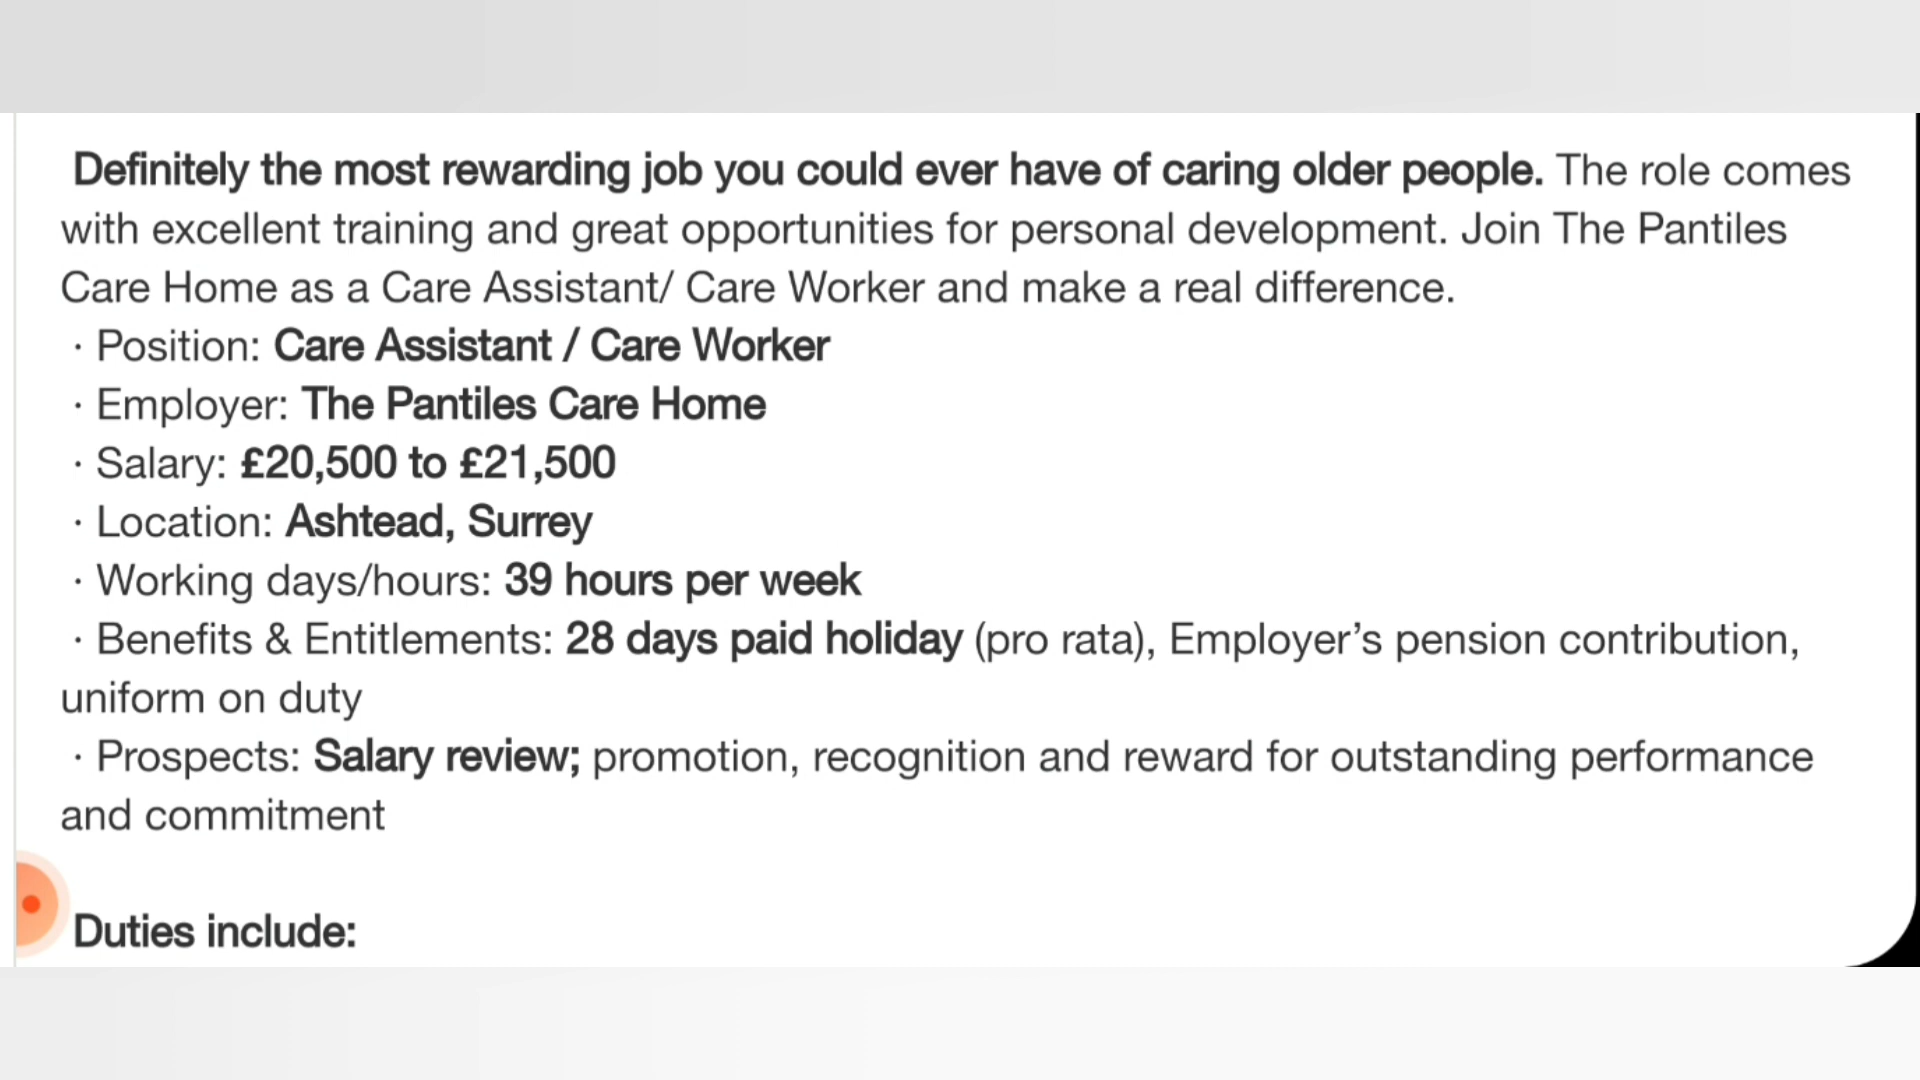 Definitely the most rewarding job you could ever have of caring older people. The role comes
with excellent training and great opportunities for personal development. Join The Pantiles
Care Home as a Care Assistant/ Care Worker and make a real difference.
· Position: Care Assistant / Care Worker
· Employer: The Pantiles Care Home
· Salary: £20,500 to £21,500
· Location: Ashtead, Surrey
· Working days/hours: 39 hours per week
· Benefits & Entitlements: 28 days paid holiday (pro rata), Employer’s pension contribution,
uniform on duty
· Prospects: Salary review; promotion, recognition and reward for outstanding performance
and commitment
Duties include: